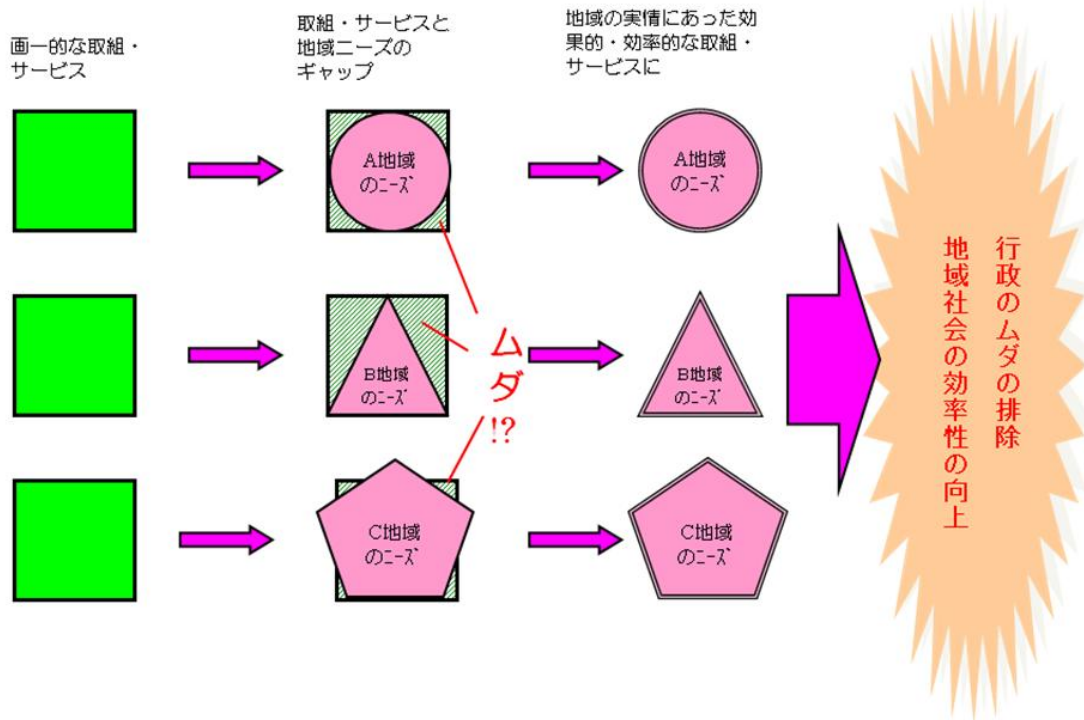 画一的な取組・
サービス
取組・サービスと
地域ニーズの
ギャップ
地域の実情にあった効
果的・効率的な取組・
サービスに
A地域
のニーズ
A地域
のニーズ
B地域
のニーズ
B地域
のニーズ
C地域
のニーズ
C地域
のニーズ
ムダ!?
行政のムダの排除
地域社会の効率性の向上